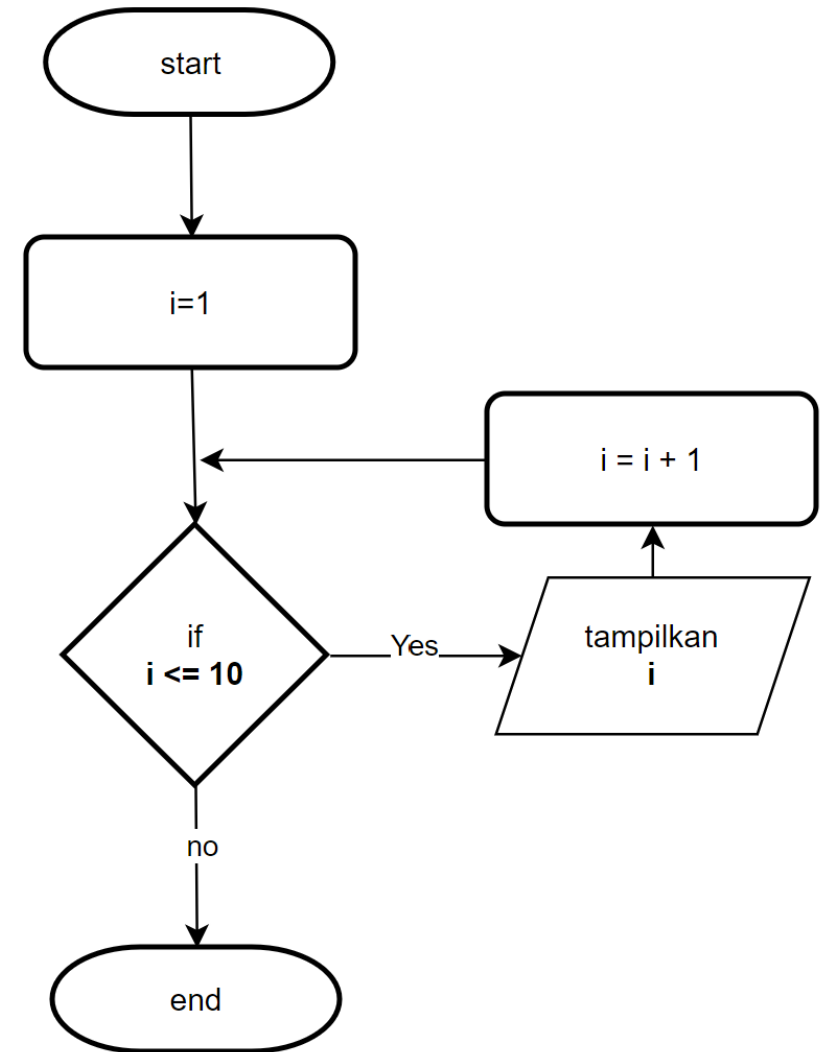 start
i=1
i = i + 1
if
i <= 10
Yes
tampilkan
i
no
end